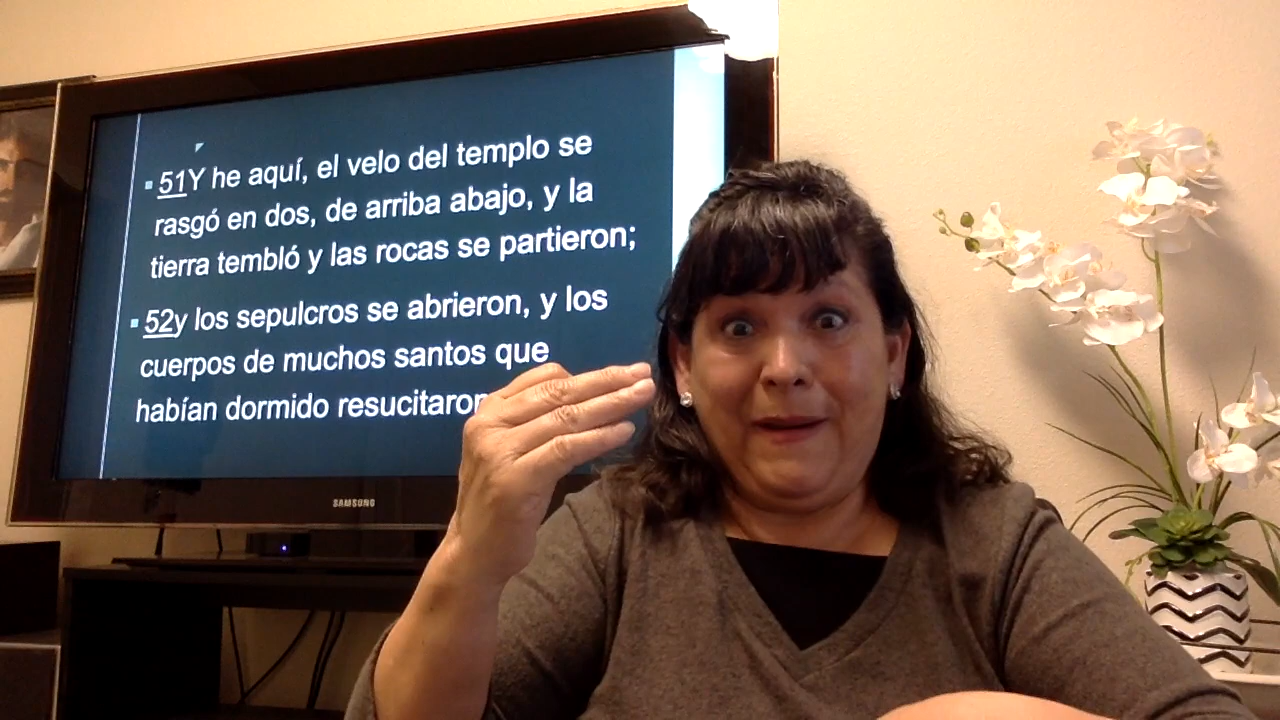 51Y he aquí, el velo del templo se
rasgó en dos, de arriba abajo, y la
tierra tembló y las rocas se partieron;
52y los sepulcros se abrieron, y los
cuerpos de muchos santos que
habían dormido resucitaron
SAMSUNG